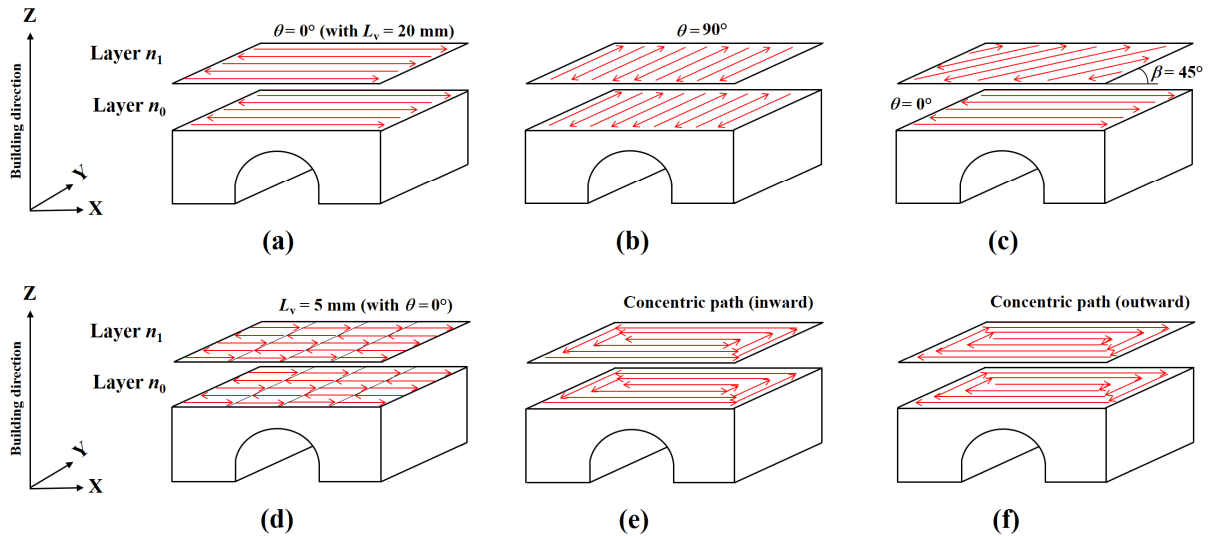 Z
Building direction
Y
X
Layer n₁
Layer n₀
θ = 0° (with Lᵥ = 20 mm)
(a)
θ = 90°
(b)
β = 45°
θ = 0°
(c)
Z
Building direction
Y
X
Layer n₁
Layer n₀
Lᵥ = 5 mm (with θ = 0°)
(d)
Concentric path (inward)
(e)
Concentric path (outward)
(f)